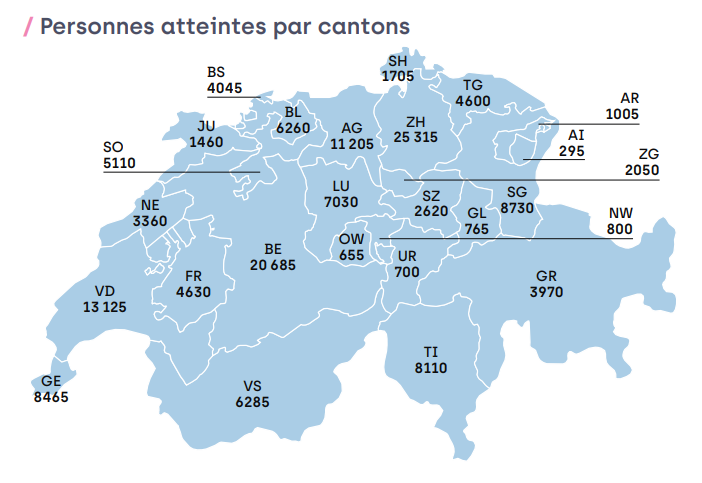 / Personnes atteintes par cantons
SH
1705
BS
4045
TG
4600
AR
1005
BL
6260
JU
1460
AG
11 205
ZH
25 315
AI
295
SO
5110
ZG
2050
LU
7030
SZ
2620
SG
8730
NE
3360
GL
765
NW
800
OW
655
BE
20 685
UR
700
FR
4630
GR
3970
VD
13 125
TI
8110
GE
8465
VS
6285